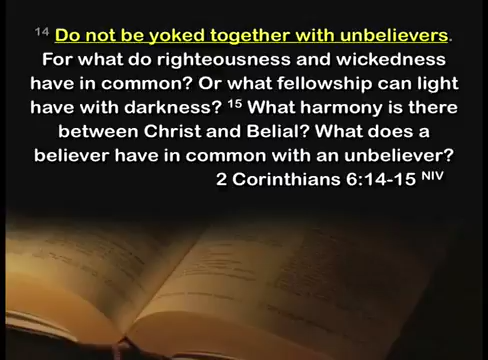 14 Do not be yoked together with unbelievers.
For what do righteousness and wickedness
have in common? Or what fellowship can light
have with darkness? 15 What harmony is there
between Christ and Belial? What does a
believer have in common with an unbeliever?
2 Corinthians 6:14-15 NIV